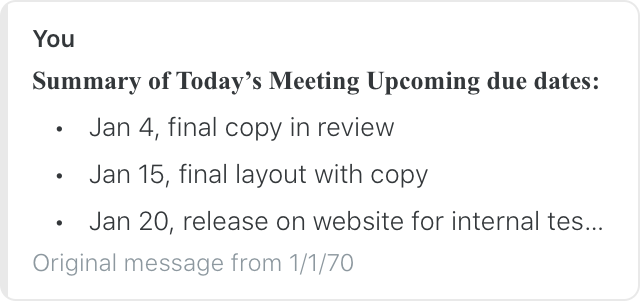 You
Summary of Today’s Meeting Upcoming due dates:
• Jan 4, final copy in review
• Jan 15, final layout with copy
• Jan 20, release on website for internal tes...
Original message from 1/1/70